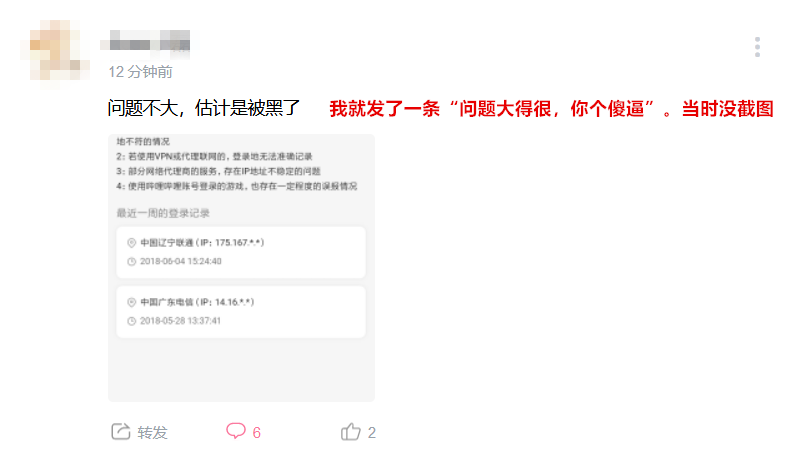 12 分钟前
问题不大，估计是被黑了 我就发了一条“问题大得很，你个傻逼”。当时没截图
地不符的情况
2：若使用VPN或代理联网的，登录地无法准确记录
3：部分网络代理商的服务，存在IP地址不稳定的问题
4：使用哔哩哔哩账号登录的游戏，也存在一定程度的误报情况
最近一周的登录记录
中国辽宁联通（IP：175.167.*.*）
2018-06-04 15:24:40
中国广东电信（IP：14.16.*.*）
2018-05-28 13:37:41
转发 6 2